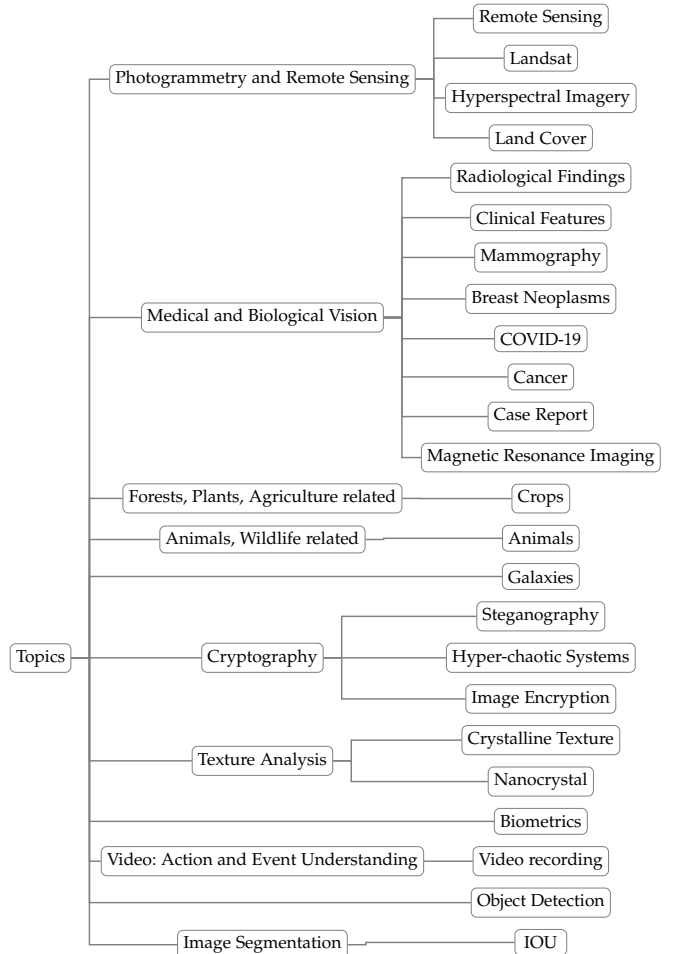 Remote Sensing
Landsat
Photogrammetry and Remote Sensing
Hyperspectral Imagery
Land Cover
Radiological Findings
Clinical Features
Mammography
Breast Neoplasms
Medical and Biological Vision
COVID-19
Cancer
Case Report
Magnetic Resonance Imaging
Forests, Plants, Agriculture related
Crops
Animals, Wildlife related
Animals
Galaxies
Steganography
Topics
Cryptography
Hyper-chaotic Systems
Image Encryption
Crystalline Texture
Texture Analysis
Nanocrystal
Biometrics
Video: Action and Event Understanding
Video recording
Object Detection
Image Segmentation
IOU